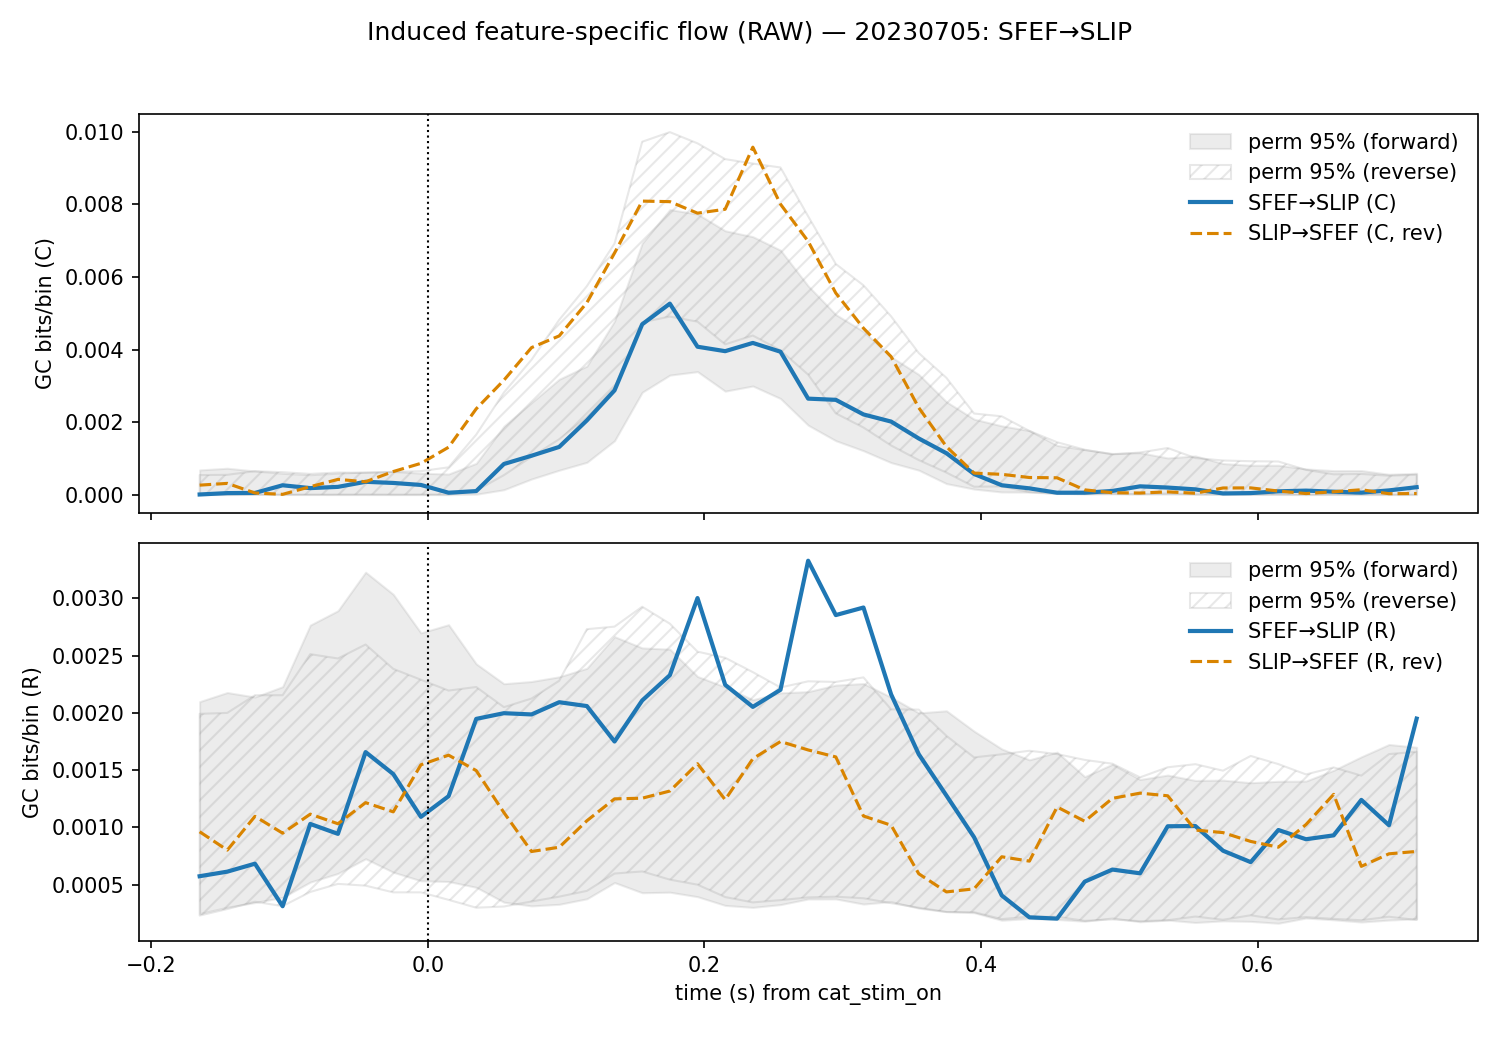 Induced feature-specific flow (RAW) — 20230705: SFEF→SLIP
GC bits/bin (C)
0.010
0.008
0.006
0.004
0.002
0.000
perm 95% (forward)
perm 95% (reverse)
SFEF→SLIP (C)
SLIP→SFEF (C, rev)
GC bits/bin (R)
0.0030
0.0025
0.0020
0.0015
0.0010
0.0005
perm 95% (forward)
perm 95% (reverse)
SFEF→SLIP (R)
SLIP→SFEF (R, rev)
−0.2 0.0 0.2 0.4 0.6
time (s) from cat_stim_on